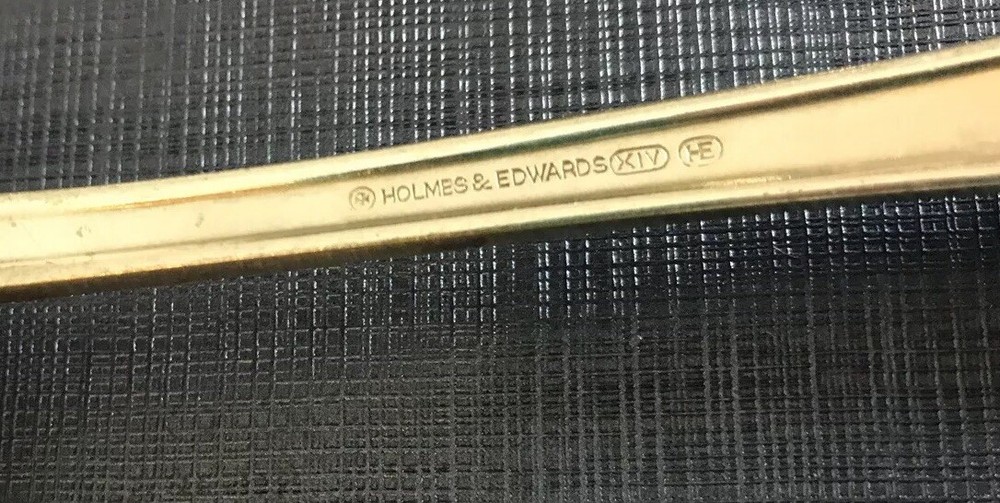 HOLMES & EDWARDS XIV HE